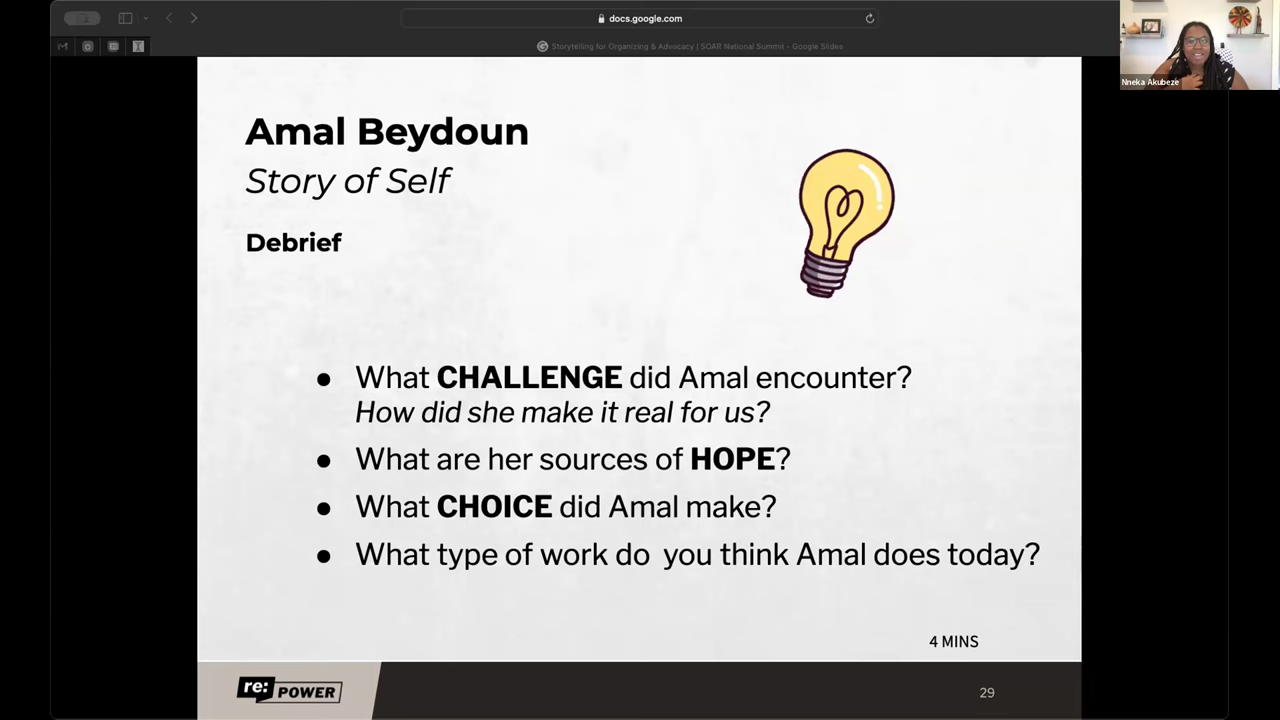 docs.google.com
Storytelling for Organizing & Advocacy | SOAR National Summit - Google Slides
Nneka Akubeze
Amal Beydoun
Story of Self
Debrief
● What CHALLENGE did Amal encounter?
How did she make it real for us?
● What are her sources of HOPE?
● What CHOICE did Amal make?
● What type of work do  you think Amal does today?
4 MINS
re: POWER
29